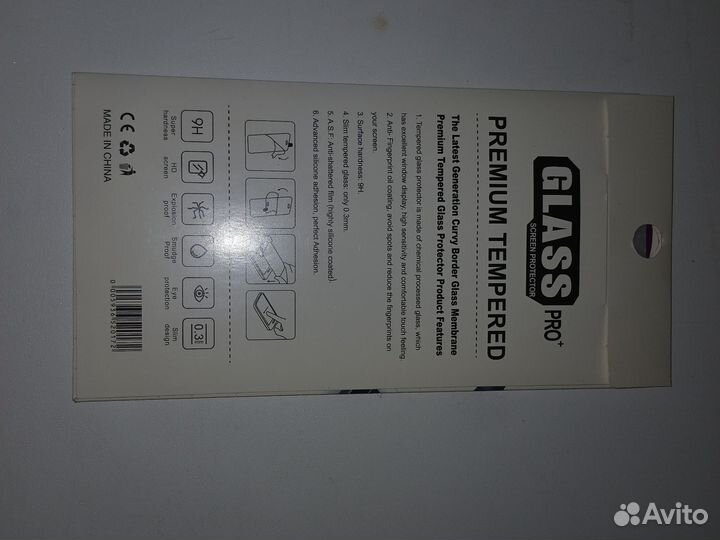 GLASS
PRO+
SCREEN PROTECTOR
PREMIUM TEMPERED
The Latest Generation Curvy Border Glass Membrane
Premium Tempered Glass Protector Product Features
1. Tempered glass protector is made of chemical processed glass, which
has excellent window display, high sensitivity and comfortable touch feeling.
2. Anti- Fingerprint oil coating, avoid spots and reduce the fingerprints on
your screen.
3. Surface hardness: 9H.
4. Slim tempered glass: only 0.3mm.
5. A.S.F: Anti-shattered film (highly silicone coated).
6. Advanced silicone adhesion, perfect Adhesion.
9H
0.3
Super
hardness
HD
screen
Explosion
proof
Smudge
Proof
Eye
protection
Slim
design
CE
MADE IN CHINA
Avito